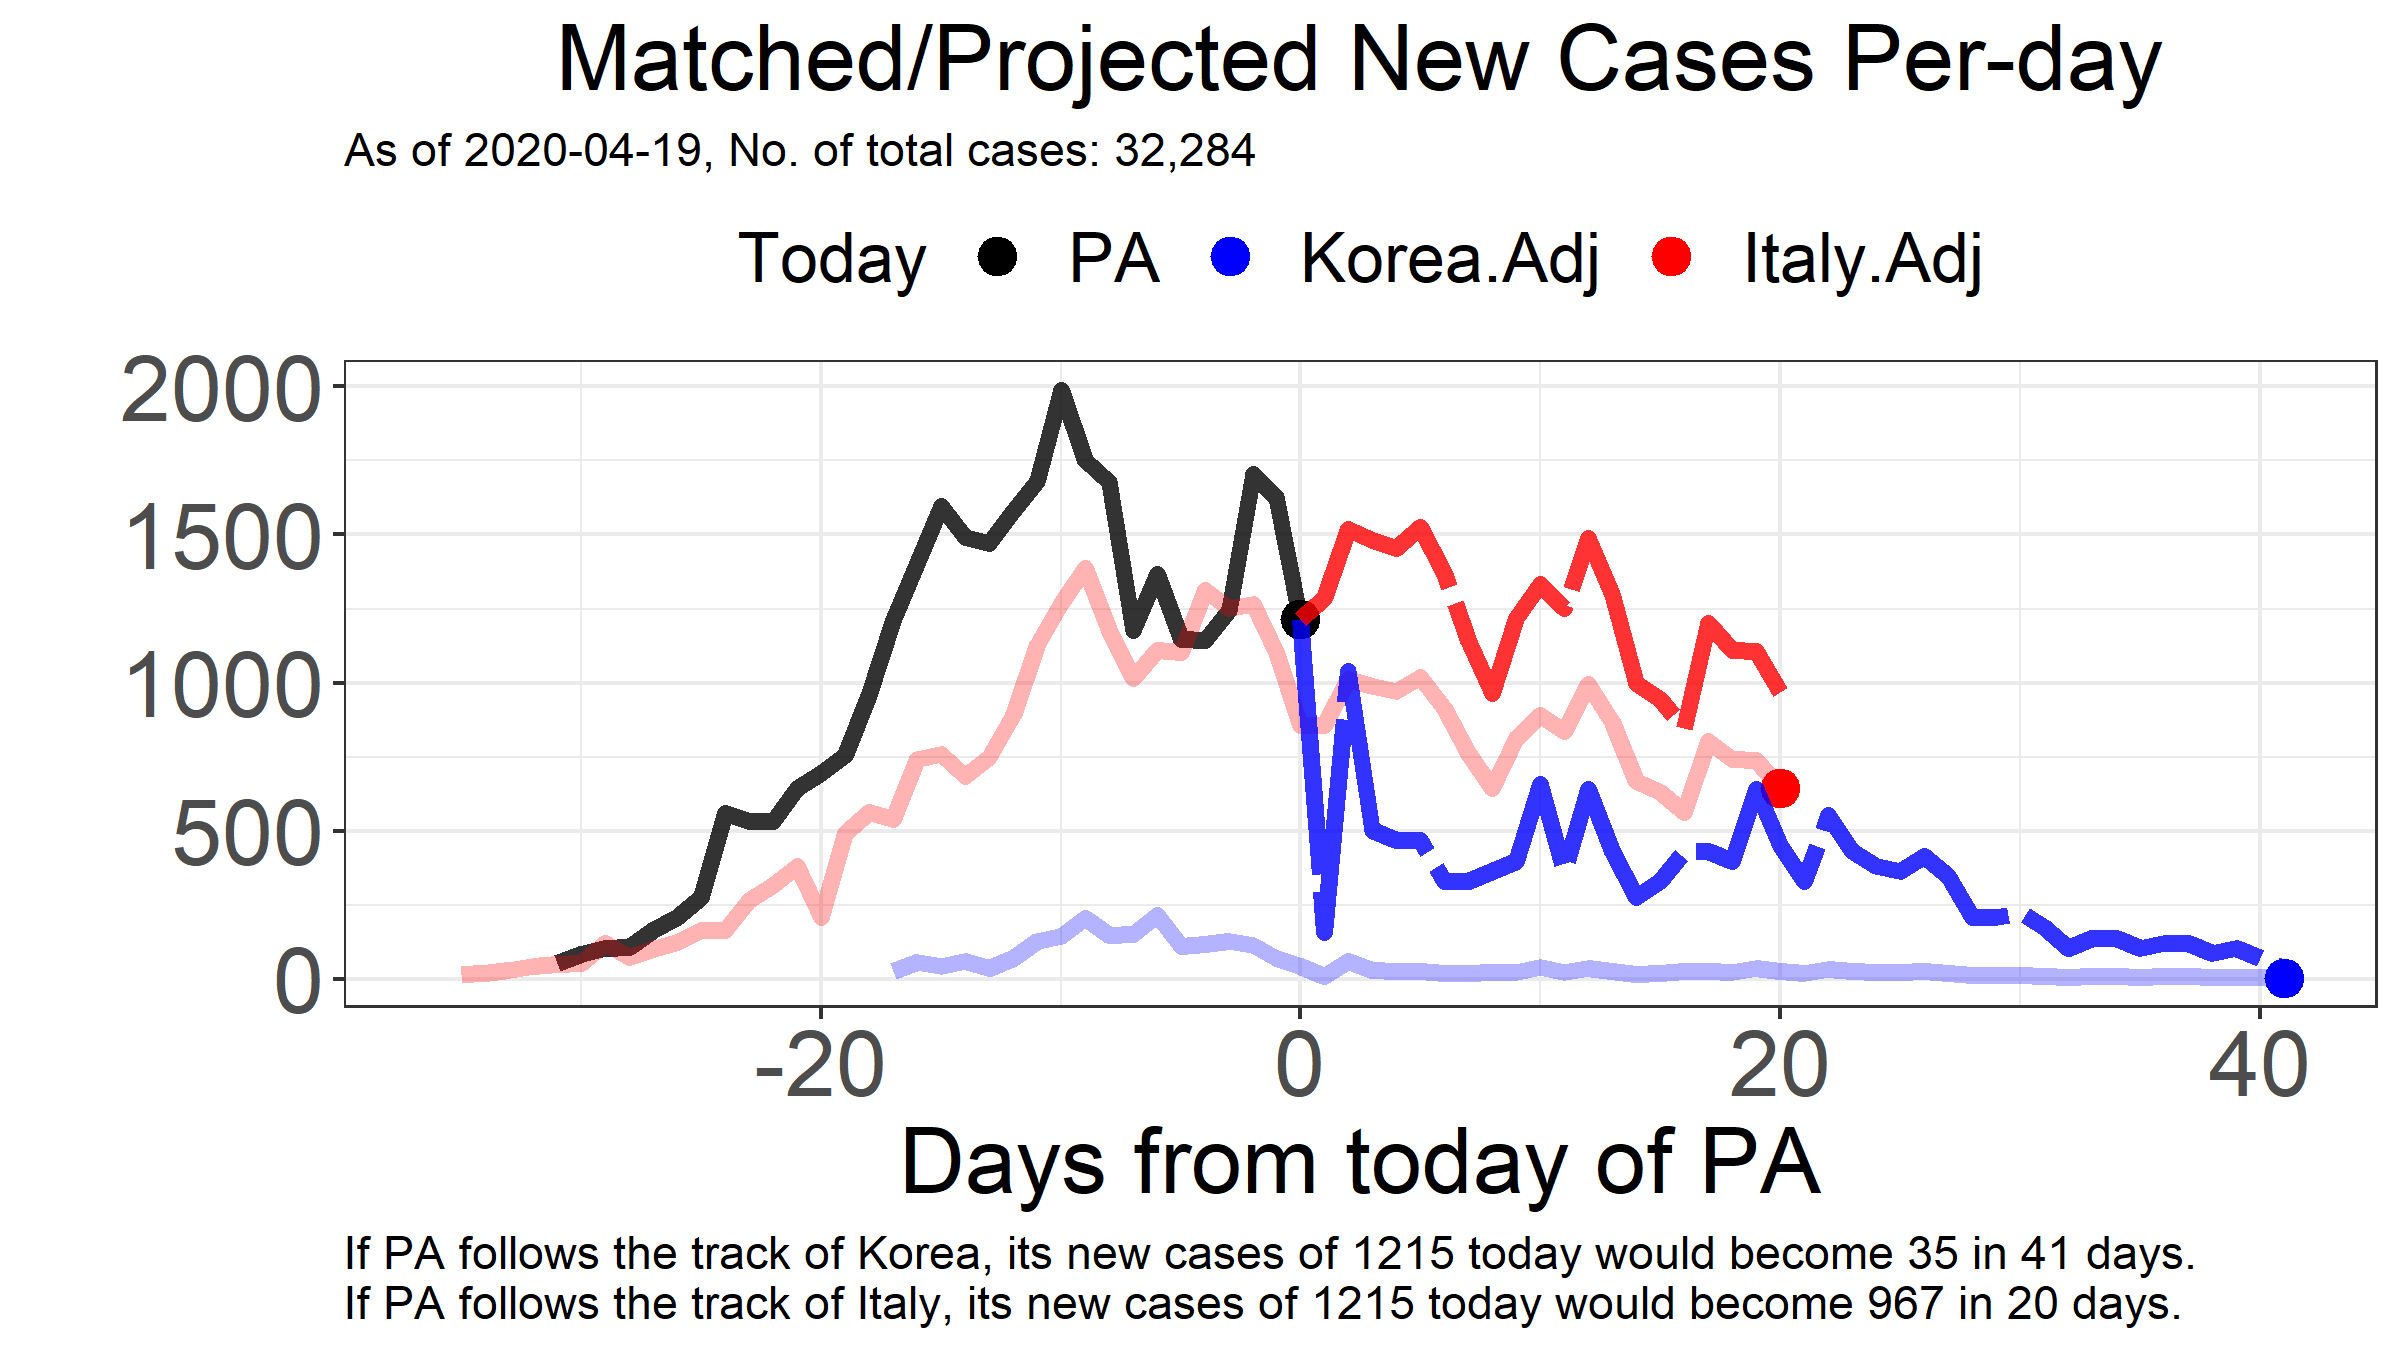 Matched/Projected New Cases Per-day
As of 2020-04-19, No. of total cases: 32,284
Today PA Korea.Adj Italy.Adj
2000
1500
1000
500
0
-20 0 20 40
Days from today of PA
If PA follows the track of Korea, its new cases of 1215 today would become 35 in 41 days.
If PA follows the track of Italy, its new cases of 1215 today would become 967 in 20 days.